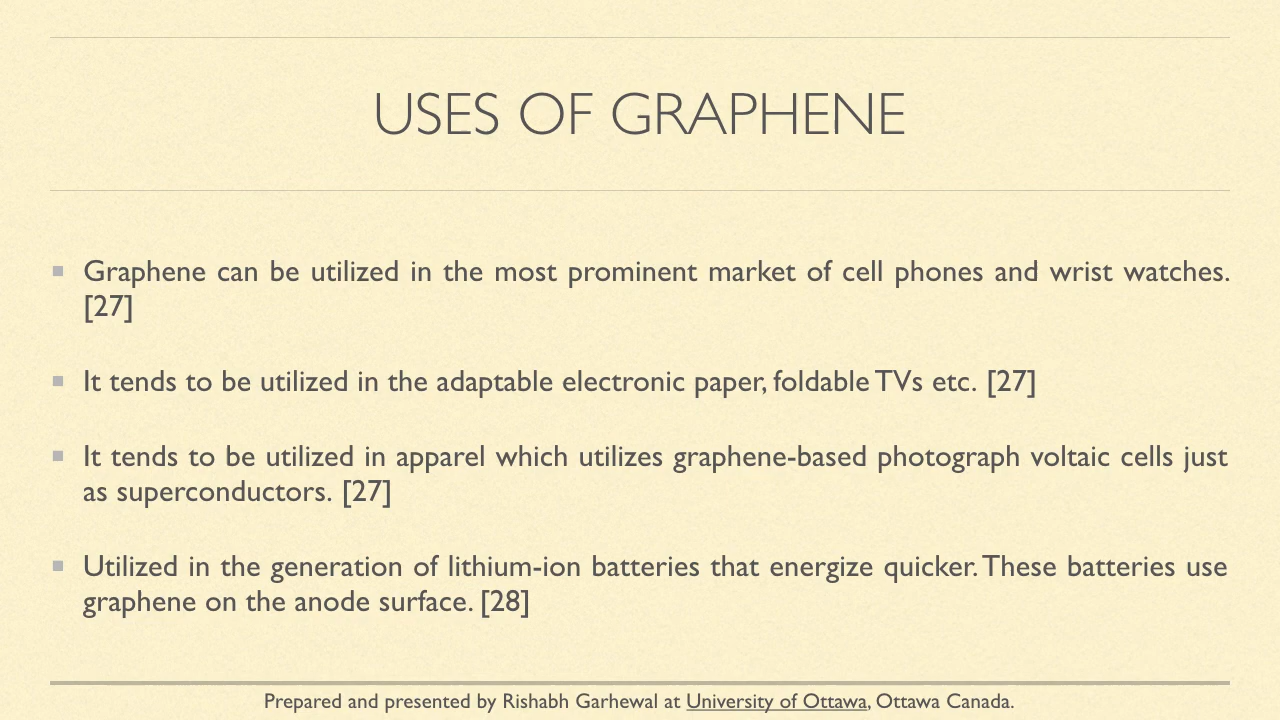 USES OF GRAPHENE
Graphene can be utilized in the most prominent market of cell phones and wrist watches.
[27]
It tends to be utilized in the adaptable electronic paper, foldable TVs etc. [27]
It tends to be utilized in apparel which utilizes graphene-based photograph voltaic cells just
as superconductors. [27]
Utilized in the generation of lithium-ion batteries that energize quicker. These batteries use
graphene on the anode surface. [28]
Prepared and presented by Rishabh Garhewal at University of Ottawa, Ottawa Canada.